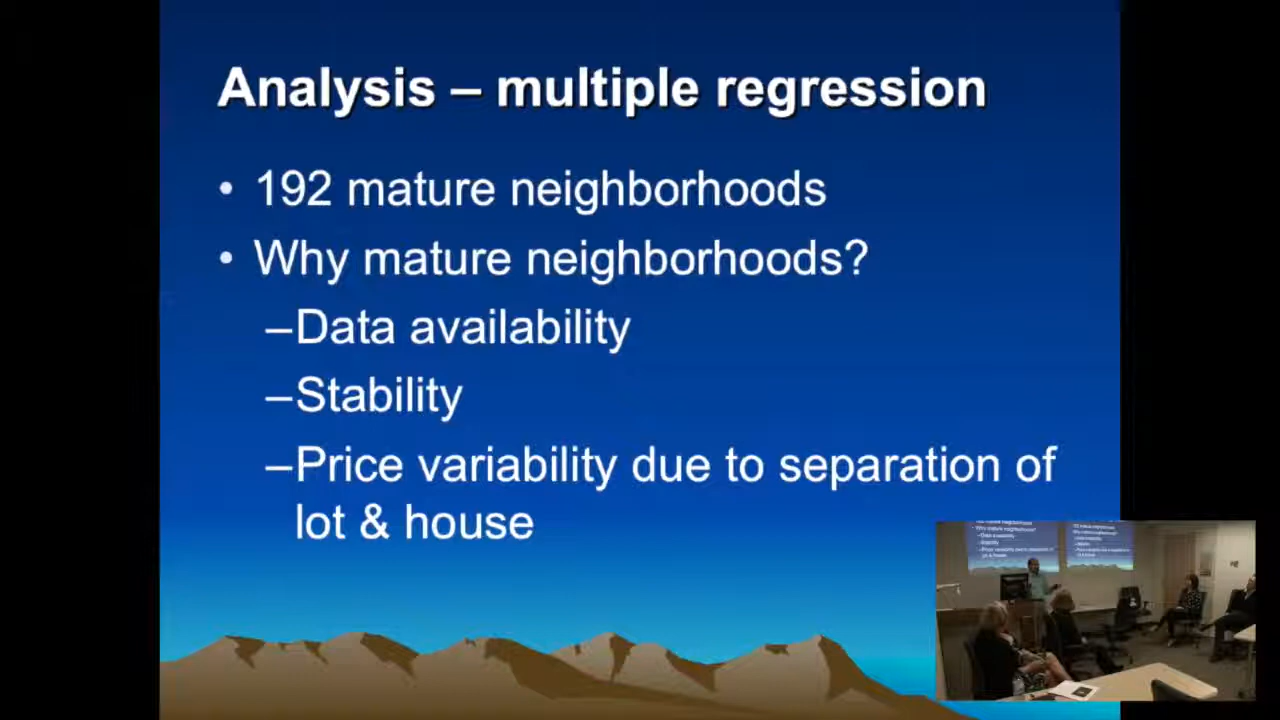 Analysis – multiple regression
• 192 mature neighborhoods
• Why mature neighborhoods?
–Data availability
–Stability
–Price variability due to separation of
lot & house